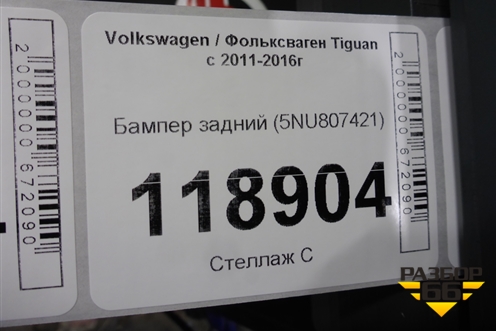 Volkswagen / Фольксваген Tiguan
с 2011-2016г
Бампер задний (5NU807421)
118904
Стеллаж С
2000000672090
2000000672090
РАЗБОР
66